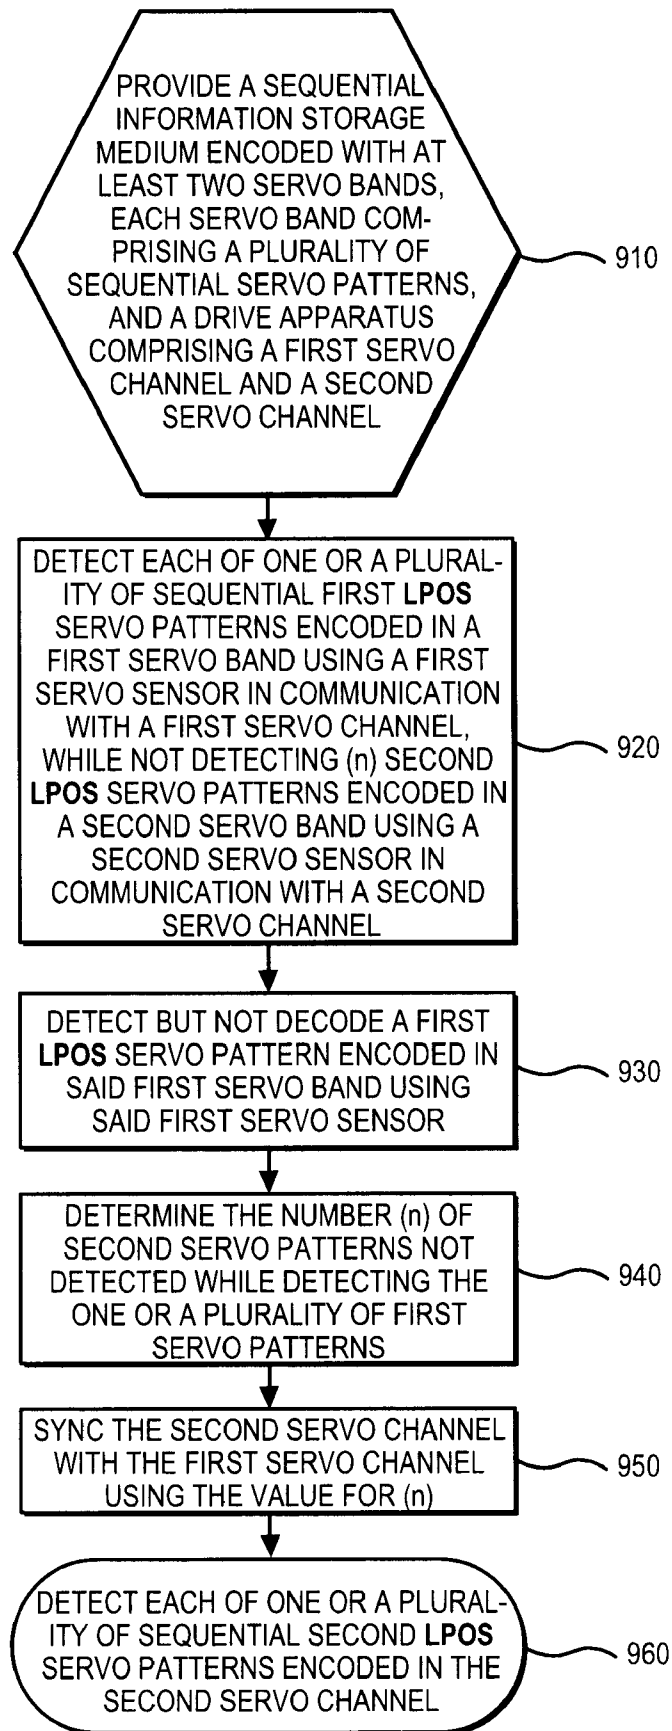 PROVIDE A SEQUENTIAL
INFORMATION STORAGE
MEDIUM ENCODED WITH AT
LEAST TWO SERVO BANDS,
EACH SERVO BAND COM-
PRISING A PLURALITY OF
SEQUENTIAL SERVO PATTERNS,
AND A DRIVE APPARATUS
COMPRISING A FIRST SERVO
CHANNEL AND A SECOND
SERVO CHANNEL
910
DETECT EACH OF ONE OR A PLURAL-
ITY OF SEQUENTIAL FIRST LPOS
SERVO PATTERNS ENCODED IN A
FIRST SERVO BAND USING A FIRST
SERVO SENSOR IN COMMUNICATION
WITH A FIRST SERVO CHANNEL,
WHILE NOT DETECTING (n) SECOND
LPOS SERVO PATTERNS ENCODED IN
A SECOND SERVO BAND USING A
SECOND SERVO SENSOR IN
COMMUNICATION WITH A SECOND
SERVO CHANNEL
920
DETECT BUT NOT DECODE A FIRST
LPOS SERVO PATTERN ENCODED IN
SAID FIRST SERVO BAND USING
SAID FIRST SERVO SENSOR
930
DETERMINE THE NUMBER (n) OF
SECOND SERVO PATTERNS NOT
DETECTED WHILE DETECTING THE
ONE OR A PLURALITY OF FIRST
SERVO PATTERNS
940
SYNC THE SECOND SERVO CHANNEL
WITH THE FIRST SERVO CHANNEL
USING THE VALUE FOR (n)
950
DETECT EACH OF ONE OR A PLURAL-
ITY OF SEQUENTIAL SECOND LPOS
SERVO PATTERNS ENCODED IN THE
SECOND SERVO CHANNEL
960